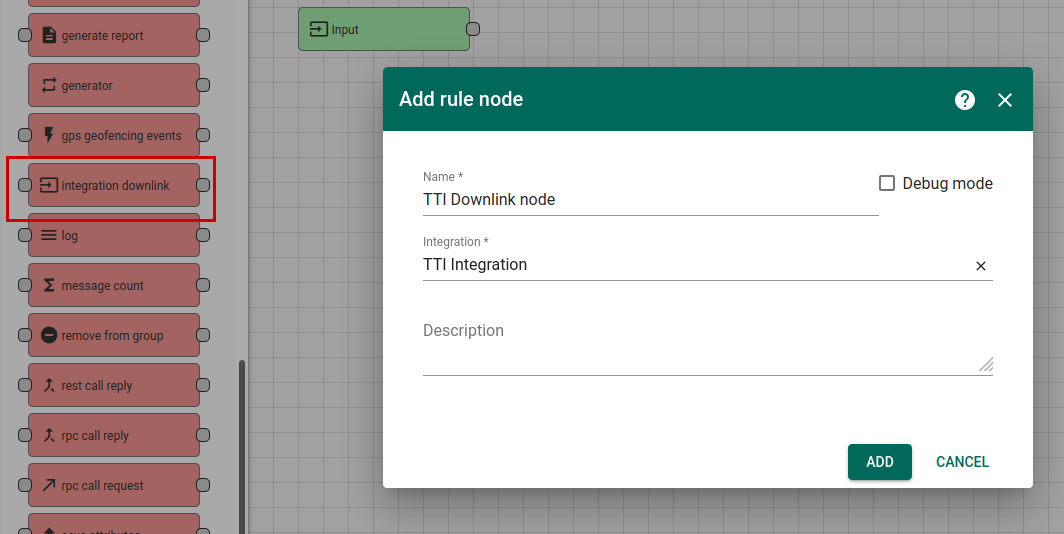 generate report
generator
gps geofencing events
integration downlink
log
message count
remove from group
rest call reply
rpc call reply
rpc call request
Input
Add rule node
Name *
TTI Downlink node
Debug mode
Integration *
TTI Integration
Description
ADD
CANCEL